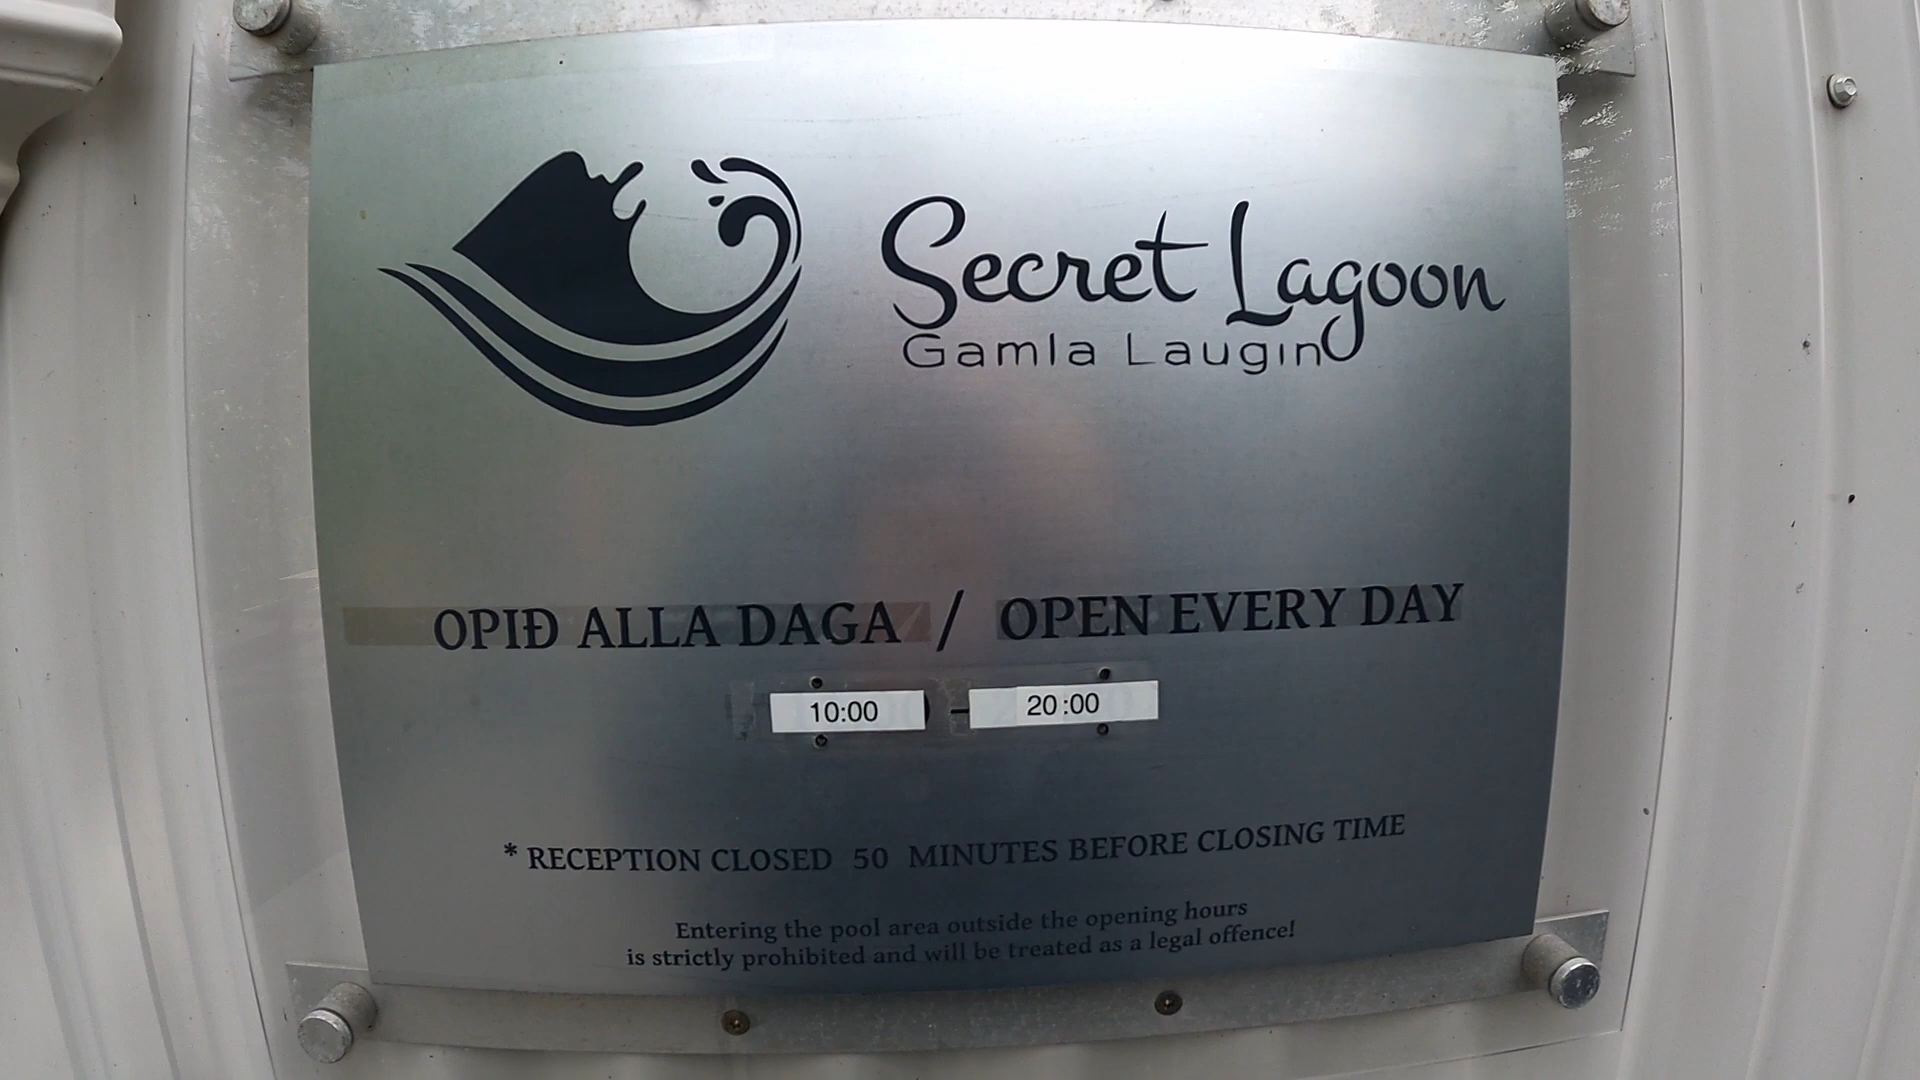 Secret Lagoon
Gamla Laugin
OPIÐ ALLA DAGA / OPEN EVERY DAY
10:00 - 20:00
* RECEPTION CLOSED 50 MINUTES BEFORE CLOSING TIME
Entering the pool area outside the opening hours
is strictly prohibited and will be treated as a legal offence!